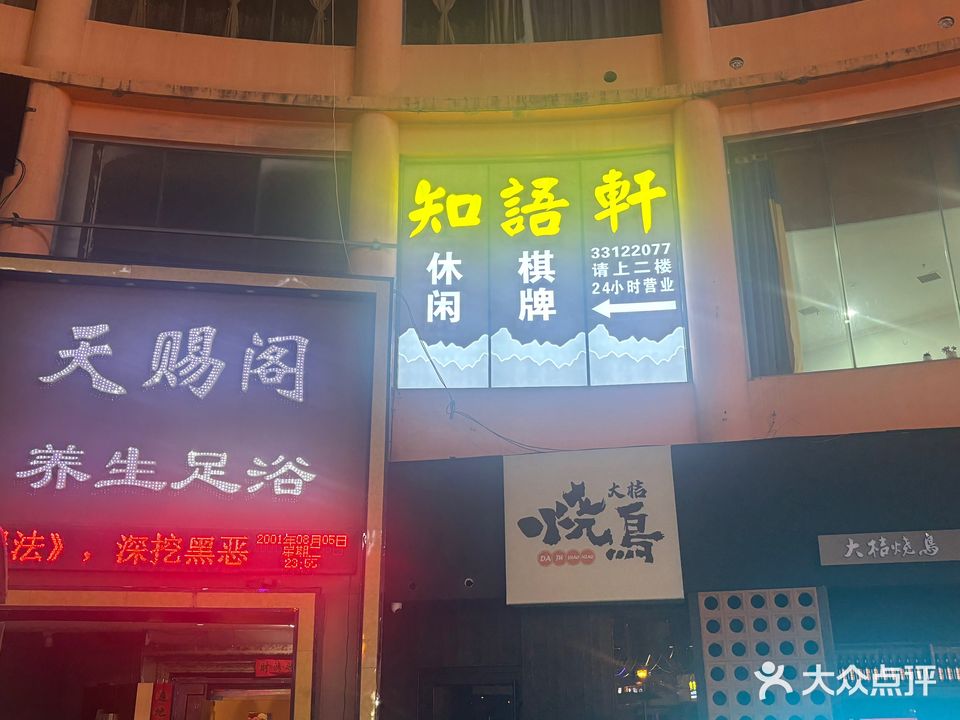 知語軒
休闲
棋牌
33122077
请上二楼
24小时营业
天赐阁
养生足浴
法》，深挖黑恶
2001年08月05日
23:55
大桔
烧鳥
大桔烧鳥
大众点评